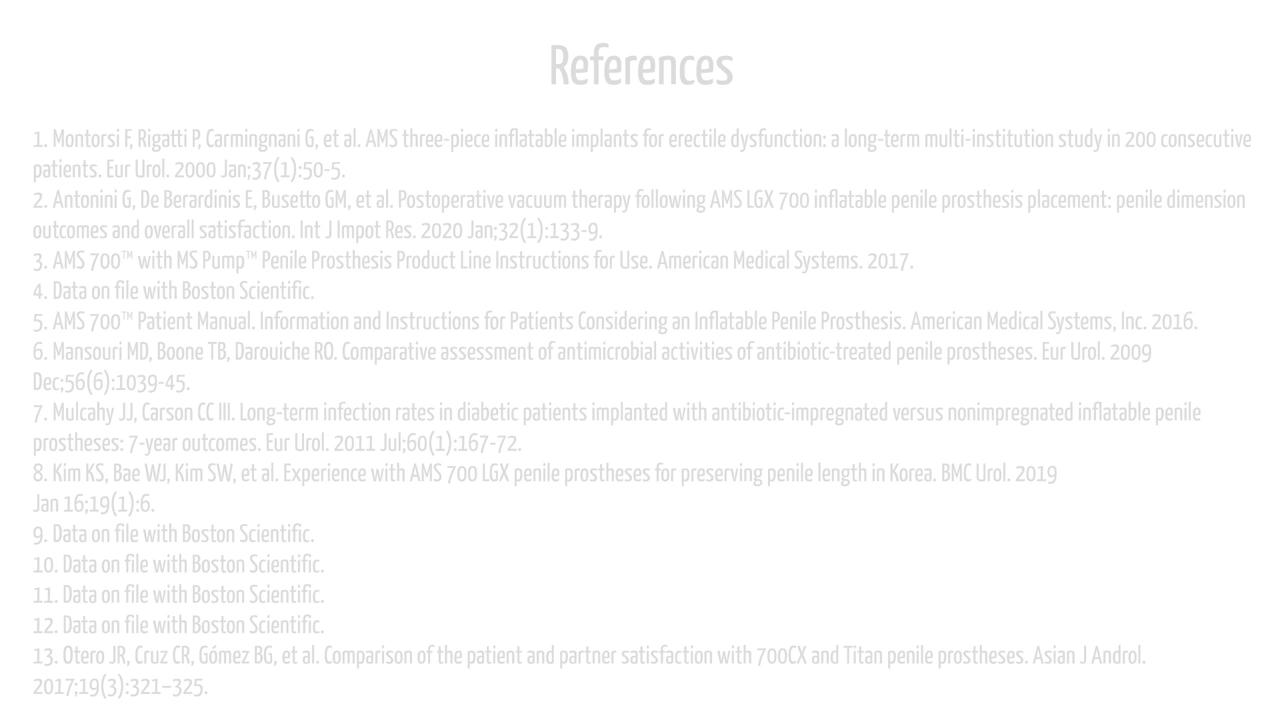 References
1. Montorsi F, Rigatti P, Carmingnani G, et al. AMS three-piece inflatable implants for erectile dysfunction: a long-term multi-institution study in 200 consecutive
patients. Eur Urol. 2000 Jan;37(1):50-5.
2. Antonini G, De Berardinis E, Busetto GM, et al. Postoperative vacuum therapy following AMS LGX 700 inflatable penile prosthesis placement: penile dimension
outcomes and overall satisfaction. Int J Impot Res. 2020 Jan;32(1):133-9.
3. AMS 700™ with MS Pump™ Penile Prosthesis Product Line Instructions for Use. American Medical Systems. 2017.
4. Data on file with Boston Scientific.
5. AMS 700™ Patient Manual. Information and Instructions for Patients Considering an Inflatable Penile Prosthesis. American Medical Systems, Inc. 2016.
6. Mansouri MD, Boone TB, Darouiche RO. Comparative assessment of antimicrobial activities of antibiotic-treated penile prostheses. Eur Urol. 2009
Dec;56(6):1039-45.
7. Mulcahy JJ, Carson CC III. Long-term infection rates in diabetic patients implanted with antibiotic-impregnated versus nonimpregnated inflatable penile
prostheses: 7-year outcomes. Eur Urol. 2011 Jul;60(1):167-72.
8. Kim KS, Bae WJ, Kim SW, et al. Experience with AMS 700 LGX penile prostheses for preserving penile length in Korea. BMC Urol. 2019
Jan 16;19(1):6.
9. Data on file with Boston Scientific.
10. Data on file with Boston Scientific.
11. Data on file with Boston Scientific.
12. Data on file with Boston Scientific.
13. Otero JR, Cruz CR, Gómez BG, et al. Comparison of the patient and partner satisfaction with 700CX and Titan penile prostheses. Asian J Androl.
2017;19(3):321–325.